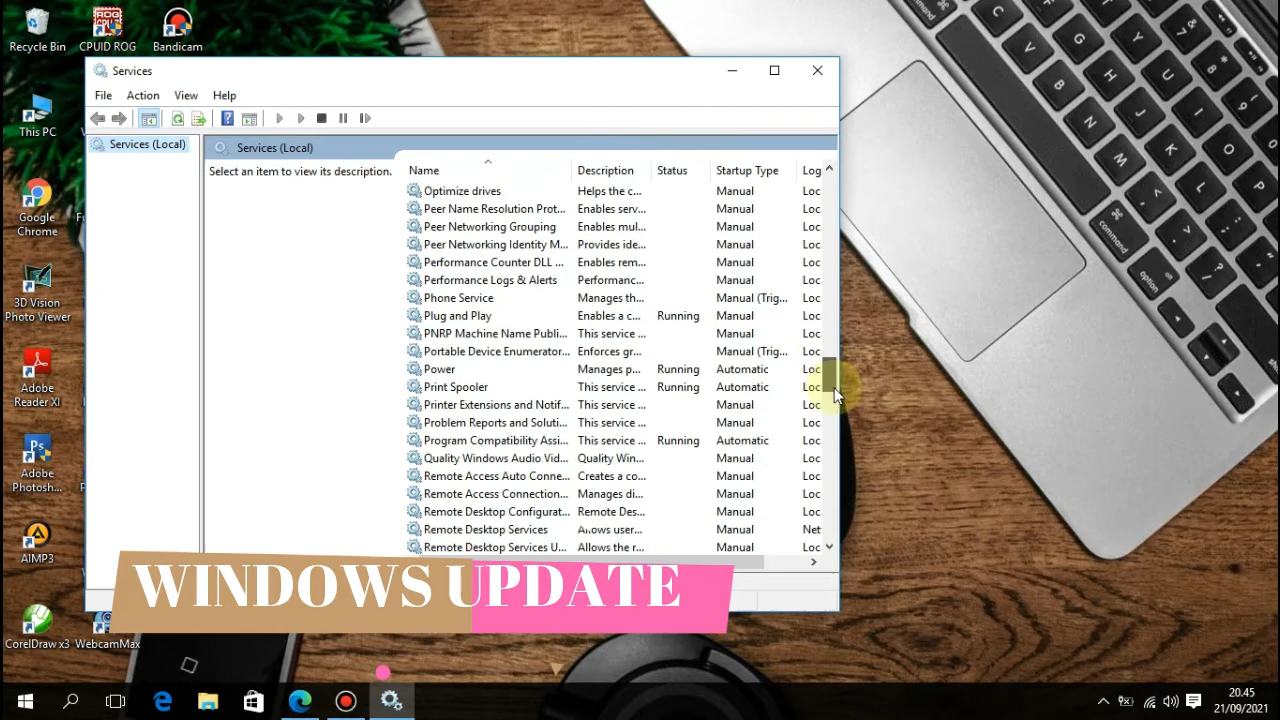 Recycle Bin
CPUID ROG
Bandicam
This PC
Google
Chrome
3D Vision
Photo Viewer
Adobe
Reader XI
Adobe
Photosh...
AIMP3
CorelDraw x3
WebcamMax
Services
File Action View Help
Services (Local)
Services (Local)
Select an item to view its description.
Name Description Status Startup Type Log
Optimize drives Helps the c... Manual Loc
Peer Name Resolution Prot... Enables serv... Manual Loc
Peer Networking Grouping Enables mul... Manual Loc
Peer Networking Identity M... Provides ide... Manual Loc
Performance Counter DLL ... Enables rem... Manual Loc
Performance Logs & Alerts Performanc... Manual Loc
Phone Service Manages th... Manual (Trig... Loc
Plug and Play Enables a c... Running Manual Loc
PNRP Machine Name Publi... This service ... Manual Loc
Portable Device Enumerator... Enforces gr... Manual (Trig... Loc
Power Manages p... Running Automatic Loc
Print Spooler This service ... Running Automatic Loc
Printer Extensions and Notif... This service ... Manual Loc
Problem Reports and Soluti... This service ... Manual Loc
Program Compatibility Assi... This service ... Running Automatic Loc
Quality Windows Audio Vid... Quality Win... Manual Loc
Remote Access Auto Conne... Creates a co... Manual Loc
Remote Access Connection... Manages di... Manual Loc
Remote Desktop Configurat... Remote Des... Manual Loc
Remote Desktop Services Allows user... Manual Net
Remote Desktop Services U... Allows the r... Manual Loc
WINDOWS UPDATE
command
option
command
20.45
21/09/2021